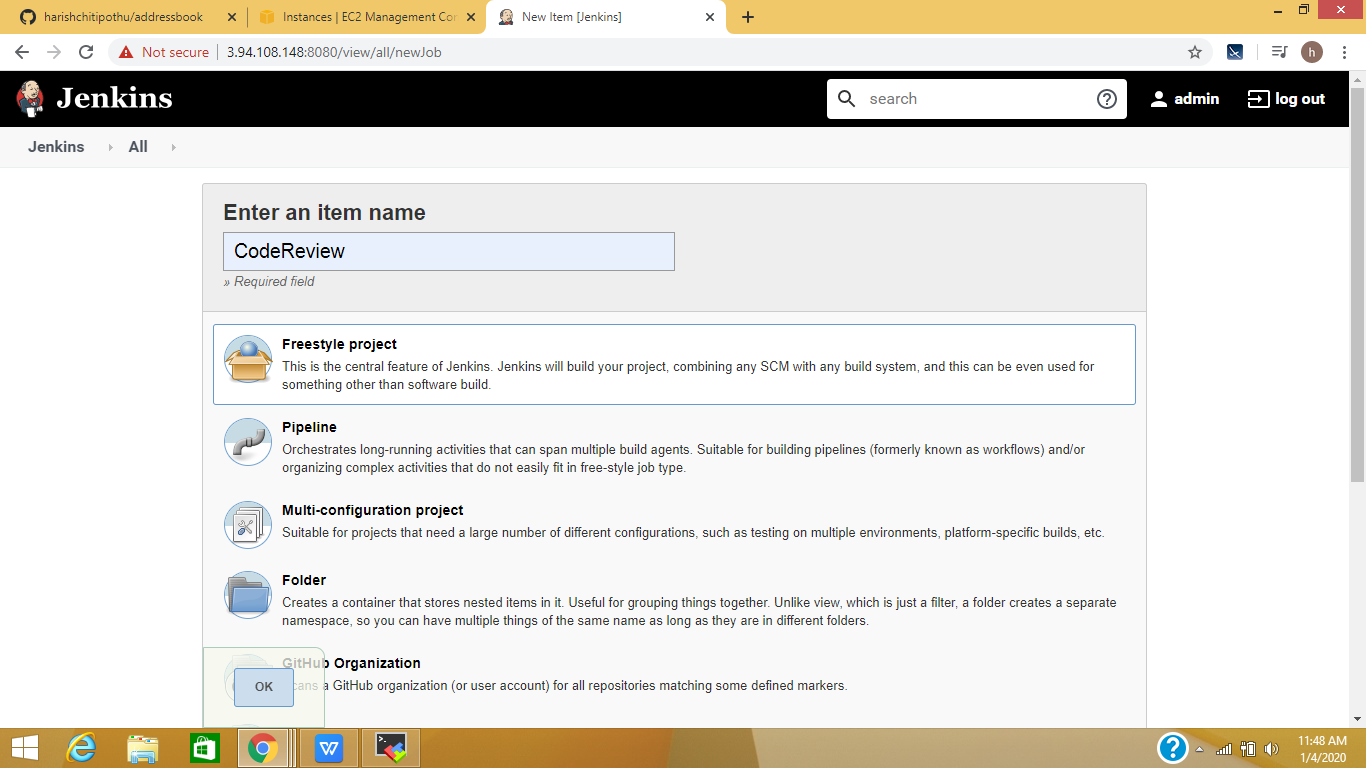 harishchitipothu/addressbook
Instances | EC2 Management Con
New Item [Jenkins]
Not secure
3.94.108.148:8080/view/all/newJob
h
Jenkins
search
admin
log out
Jenkins
All
Enter an item name
CodeReview
» Required field
Freestyle project
This is the central feature of Jenkins. Jenkins will build your project, combining any SCM with any build system, and this can be even used for
something other than software build.
Pipeline
Orchestrates long-running activities that can span multiple build agents. Suitable for building pipelines (formerly known as workflows) and/or
organizing complex activities that do not easily fit in free-style job type.
Multi-configuration project
Suitable for projects that need a large number of different configurations, such as testing on multiple environments, platform-specific builds, etc.
Folder
Creates a container that stores nested items in it. Useful for grouping things together. Unlike view, which is just a filter, a folder creates a separate
namespace, so you can have multiple things of the same name as long as they are in different folders.
GitHub Organization
Scans a GitHub organization (or user account) for all repositories matching some defined markers.
OK
11:48 AM
1/4/2020